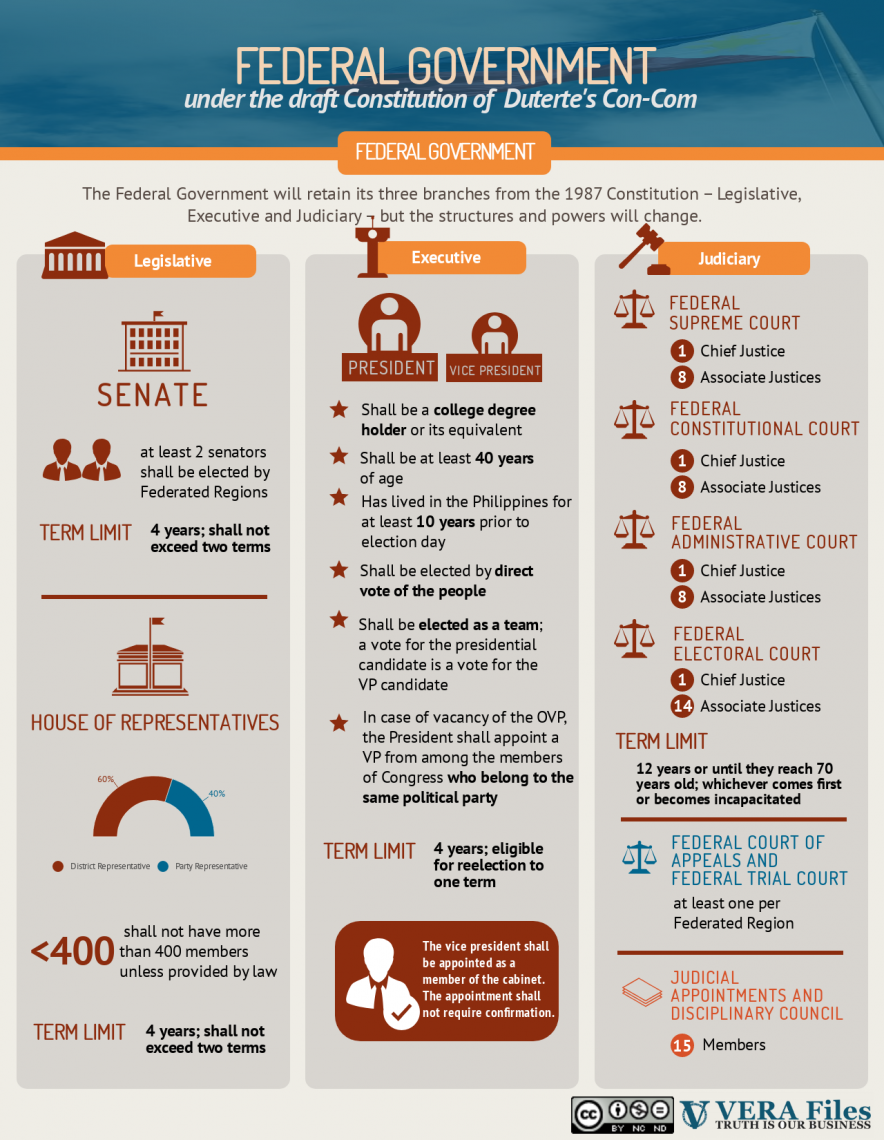 FEDERAL GOVERNMENT
under the draft Constitution of Duterte's Con-Com
FEDERAL GOVERNMENT
The Federal Government will retain its three branches from the 1987 Constitution – Legislative,
Executive and Judiciary – but the structures and powers will change.
Legislative
SENATE
at least 2 senators
shall be elected by
Federated Regions
TERM LIMIT
4 years; shall not
exceed two terms
HOUSE OF REPRESENTATIVES
60%
40%
District Representative
Party Representative
<400
shall not have more
than 400 members
unless provided by law
TERM LIMIT
4 years; shall not
exceed two terms
Executive
PRESIDENT
VICE PRESIDENT
Shall be a college degree
holder or its equivalent
Shall be at least 40 years
of age
Has lived in the Philippines for
at least 10 years prior to
election day
Shall be elected by direct
vote of the people
Shall be elected as a team;
a vote for the presidential
candidate is a vote for the
VP candidate
In case of vacancy of the OVP,
the President shall appoint a
VP from among the members
of Congress who belong to the
same political party
TERM LIMIT
4 years; eligible
for reelection to
one term
The vice president shall
be appointed as a
member of the cabinet.
The appointment shall
not require confirmation.
Judiciary
FEDERAL
SUPREME COURT
1 Chief Justice
8 Associate Justices
FEDERAL
CONSTITUTIONAL COURT
1 Chief Justice
8 Associate Justices
FEDERAL
ADMINISTRATIVE COURT
1 Chief Justice
8 Associate Justices
FEDERAL
ELECTORAL COURT
1 Chief Justice
14 Associate Justices
TERM LIMIT
12 years or until they reach 70
years old; whichever comes first
or becomes incapacitated
FEDERAL COURT OF
APPEALS AND
FEDERAL TRIAL COURT
at least one per
Federated Region
JUDICIAL
APPOINTMENTS AND
DISCIPLINARY COUNCIL
15 Members
cc
BY NC ND
VERA Files
TRUTH IS OUR BUSINESS